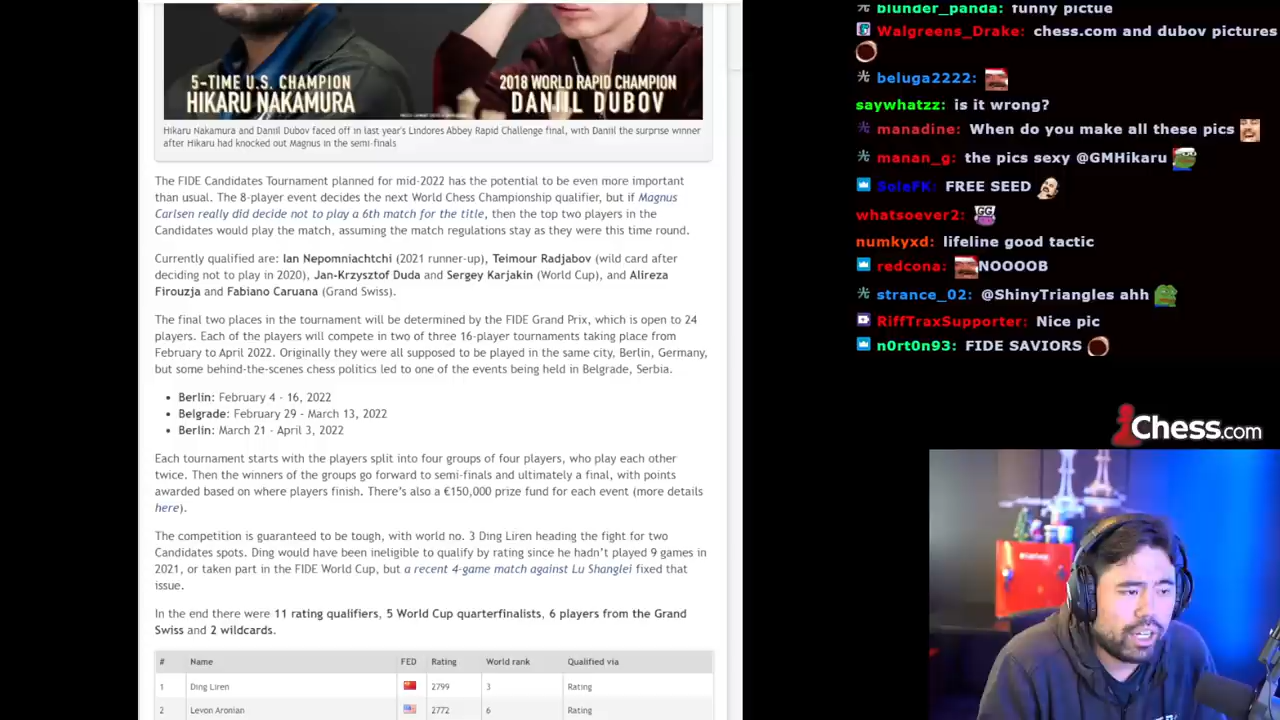 5-TIME U.S. CHAMPION
HIKARU NAKAMURA
2018 WORLD RAPID CHAMPION
DANIIL DUBOV
Hikaru Nakamura and Daniil Dubov faced off in last year's Lindores Abbey Rapid Challenge final, with Daniil the surprise winner
after Hikaru had knocked out Magnus in the semi-finals
The FIDE Candidates Tournament planned for mid-2022 has the potential to be even more important
than usual. The 8-player event decides the next World Chess Championship qualifier, but if Magnus
Carlsen really did decide not to play a 6th match for the title, then the top two players in the
Candidates would play the match, assuming the match regulations stay as they were this time round.
Currently qualified are: Ian Nepomniachtchi (2021 runner-up), Teimour Radjabov (wild card after
deciding not to play in 2020), Jan-Krzysztof Duda and Sergey Karjakin (World Cup), and Alireza
Firouzja and Fabiano Caruana (Grand Swiss).
The final two places in the tournament will be determined by the FIDE Grand Prix, which is open to 24
players. Each of the players will compete in two of three 16-player tournaments taking place from
February to April 2022. Originally they were all supposed to be played in the same city, Berlin, Germany,
but some behind-the-scenes chess politics led to one of the events being held in Belgrade, Serbia.
• Berlin: February 4 - 16, 2022
• Belgrade: February 29 - March 13, 2022
• Berlin: March 21 - April 3, 2022
Each tournament starts with the players split into four groups of four players, who play each other
twice. Then the winners of the groups go forward to semi-finals and ultimately a final, with points
awarded based on where players finish. There's also a €150,000 prize fund for each event (more details
here).
The competition is guaranteed to be tough, with world no. 3 Ding Liren heading the fight for two
Candidates spots. Ding would have been ineligible to qualify by rating since he hadn't played 9 games in
2021, or taken part in the FIDE World Cup, but a recent 4-game match against Lu Shanglei fixed that
issue.
In the end there were 11 rating qualifiers, 5 World Cup quarterfinalists, 6 players from the Grand
Swiss and 2 wildcards.
# Name FED Rating World rank Qualified via
1 Ding Liren 2799 3 Rating
2 Levon Aronian 2772 6 Rating
blunder_panda: funny pictue
Walgreens_Drake: chess.com and dubov pictures
beluga2222:
saywhatzz: is it wrong?
manadine: When do you make all these pics
manan_g: the pics sexy @GMHikaru
SoleFK: FREE SEED
whatsoever2: GG
numkyxd: lifeline good tactic
redcona: NOOOOB
strance_02: @ShinyTriangles ahh
RiffTraxSupporter: Nice pic
n0rt0n93: FIDE SAVIORS
Chess.com